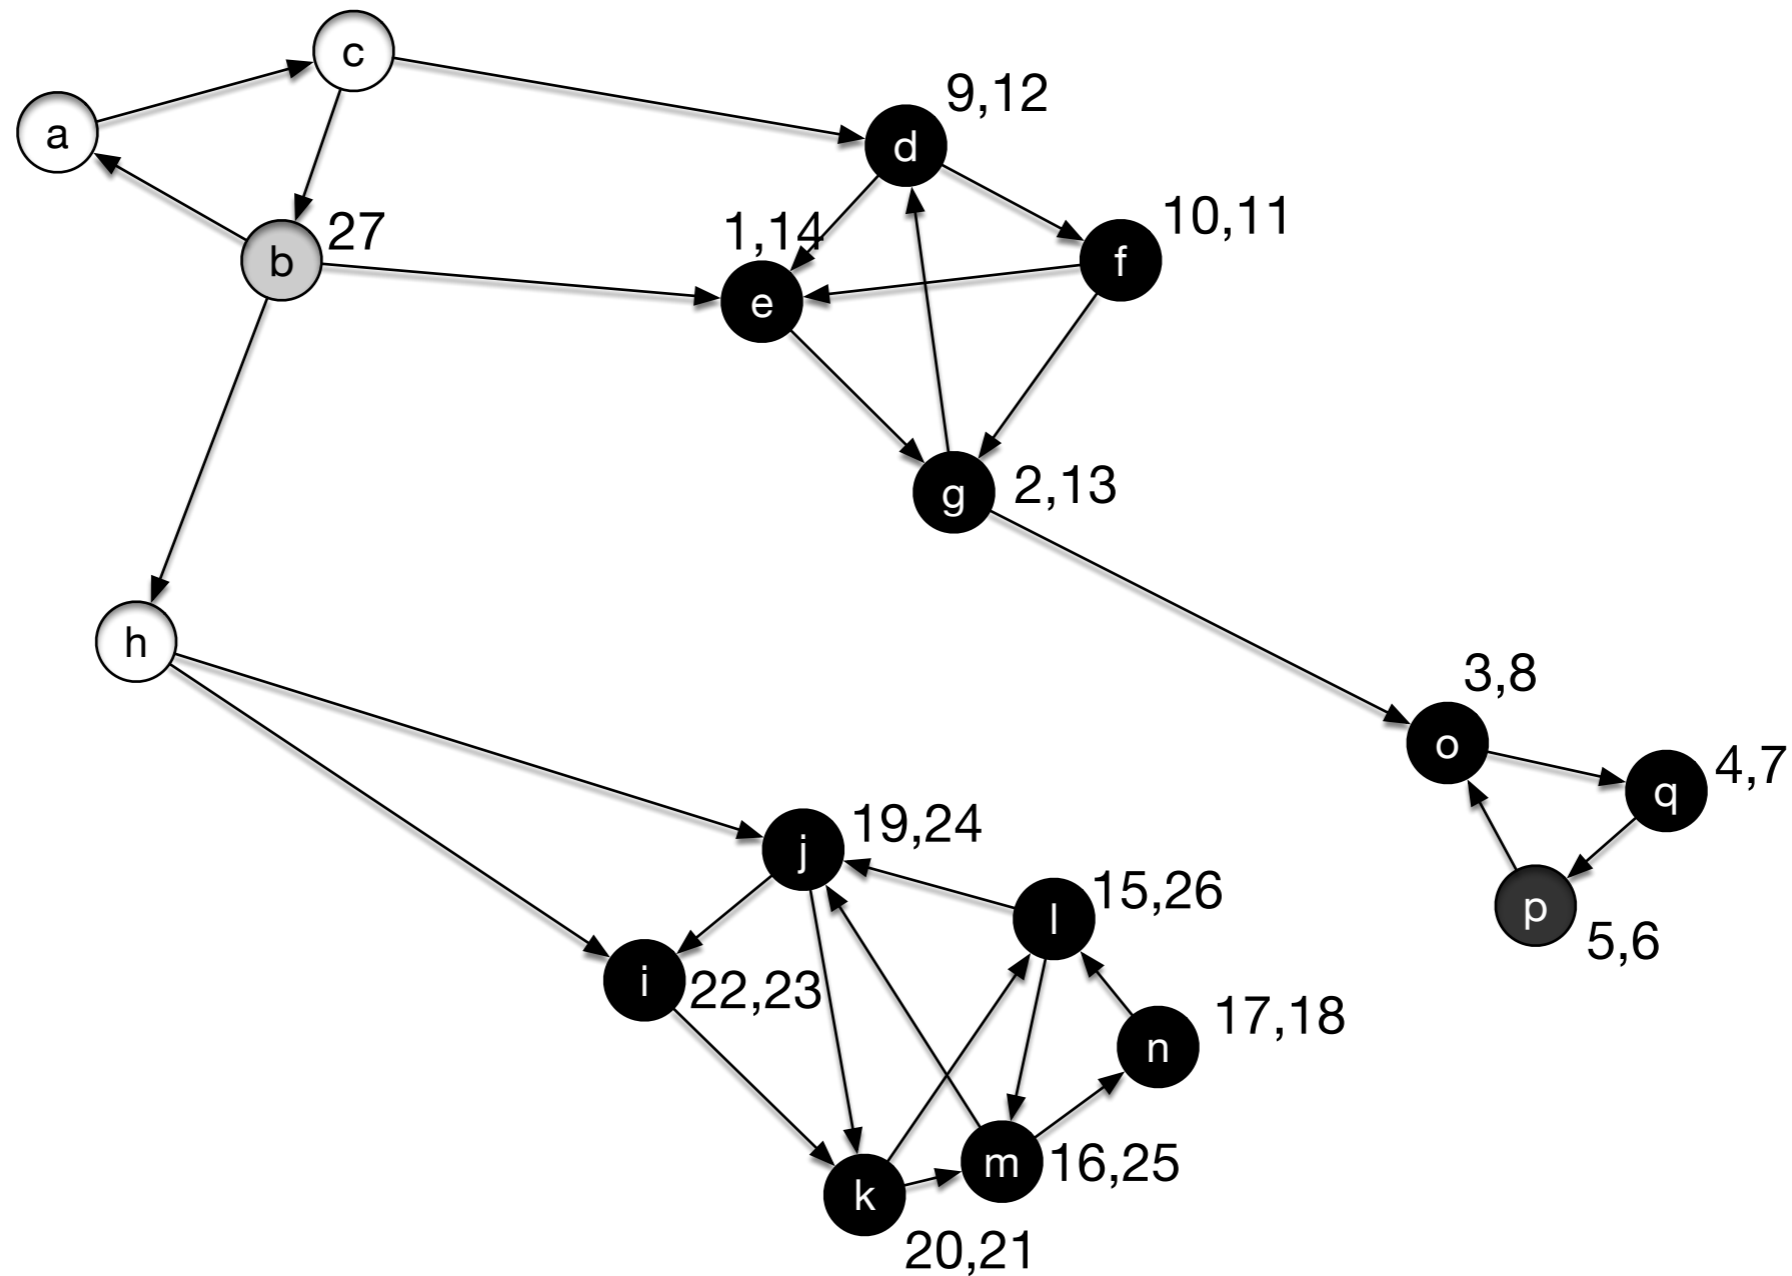 c
9,12
a
d
10,11
1,14
27
b
f
e
g
2,13
h
3,8
o
4,7
q
19,24
j
15,26
l
p
5,6
i
22,23
17,18
n
m
16,25
k
20,21